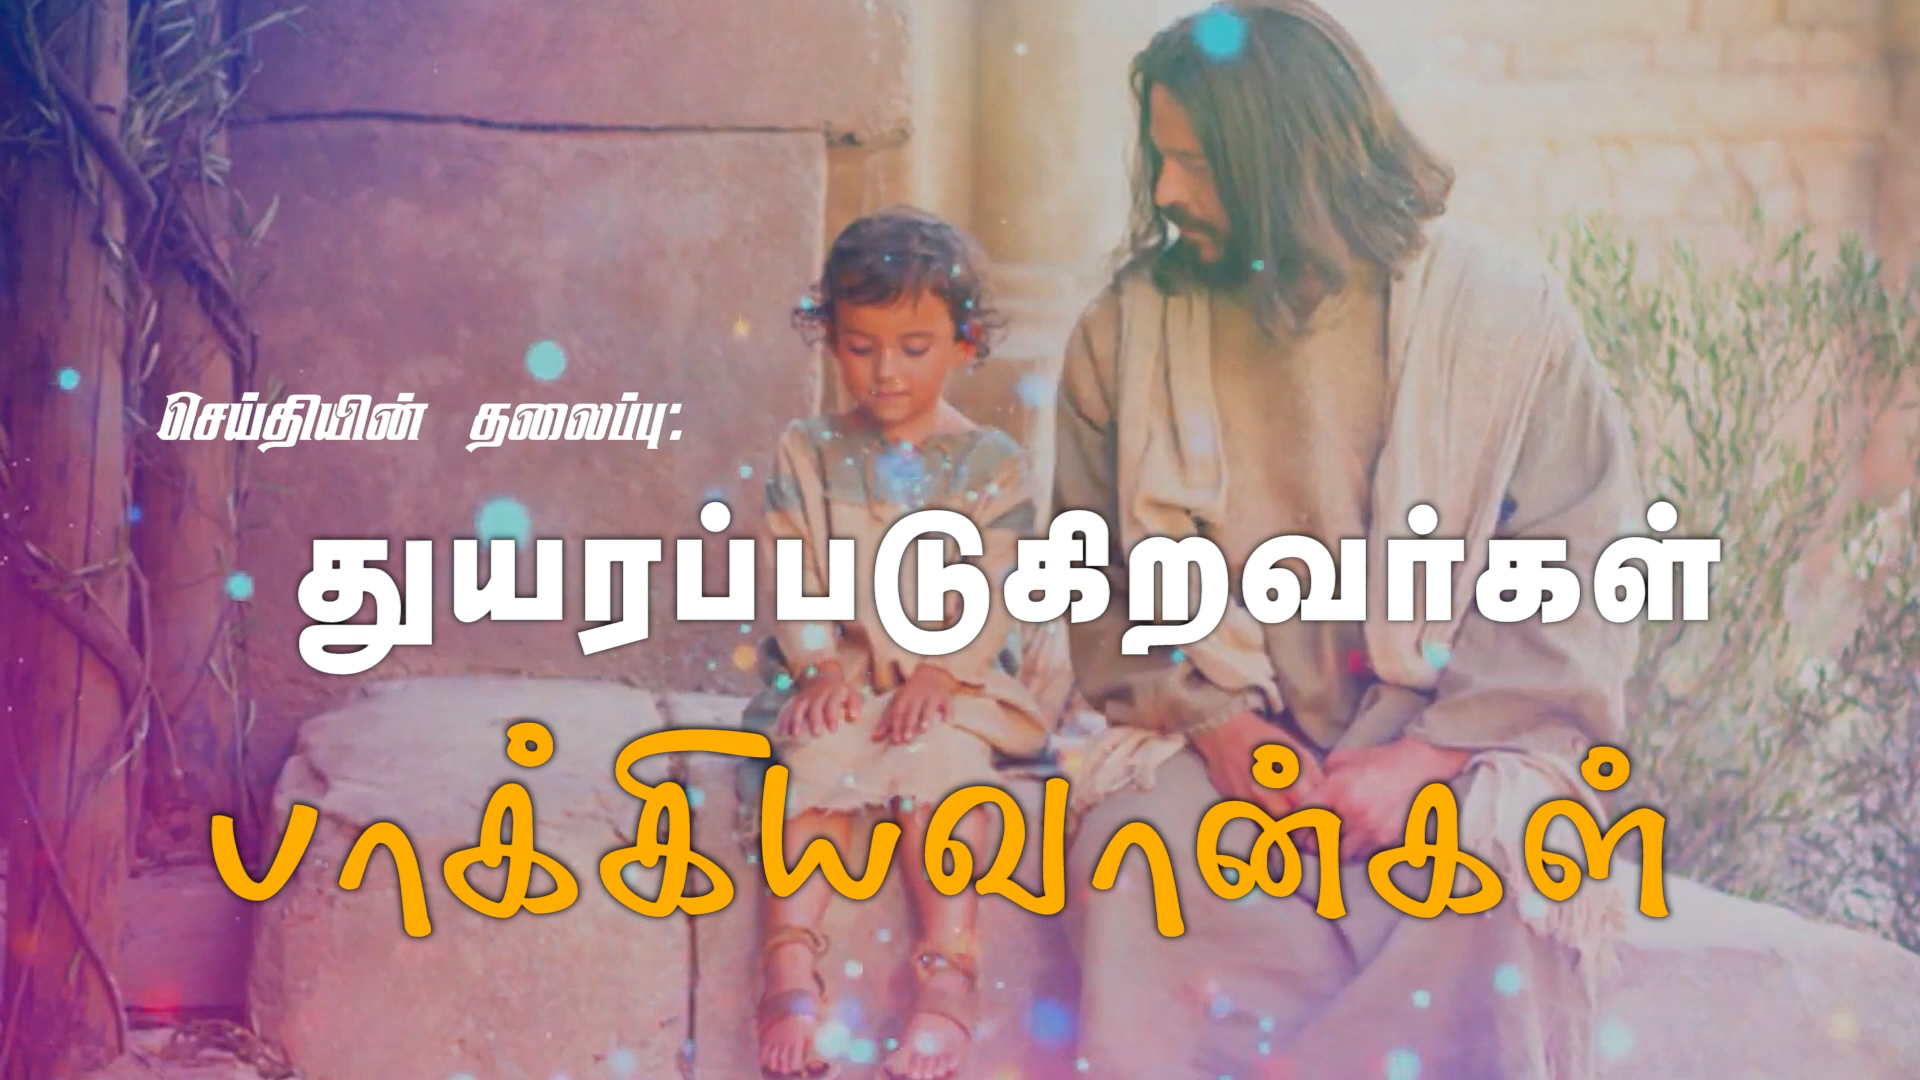 செய்தியின் தலைப்பு:
துயரப்படுகிறவர்கள்
பாக்கியவான்கள்